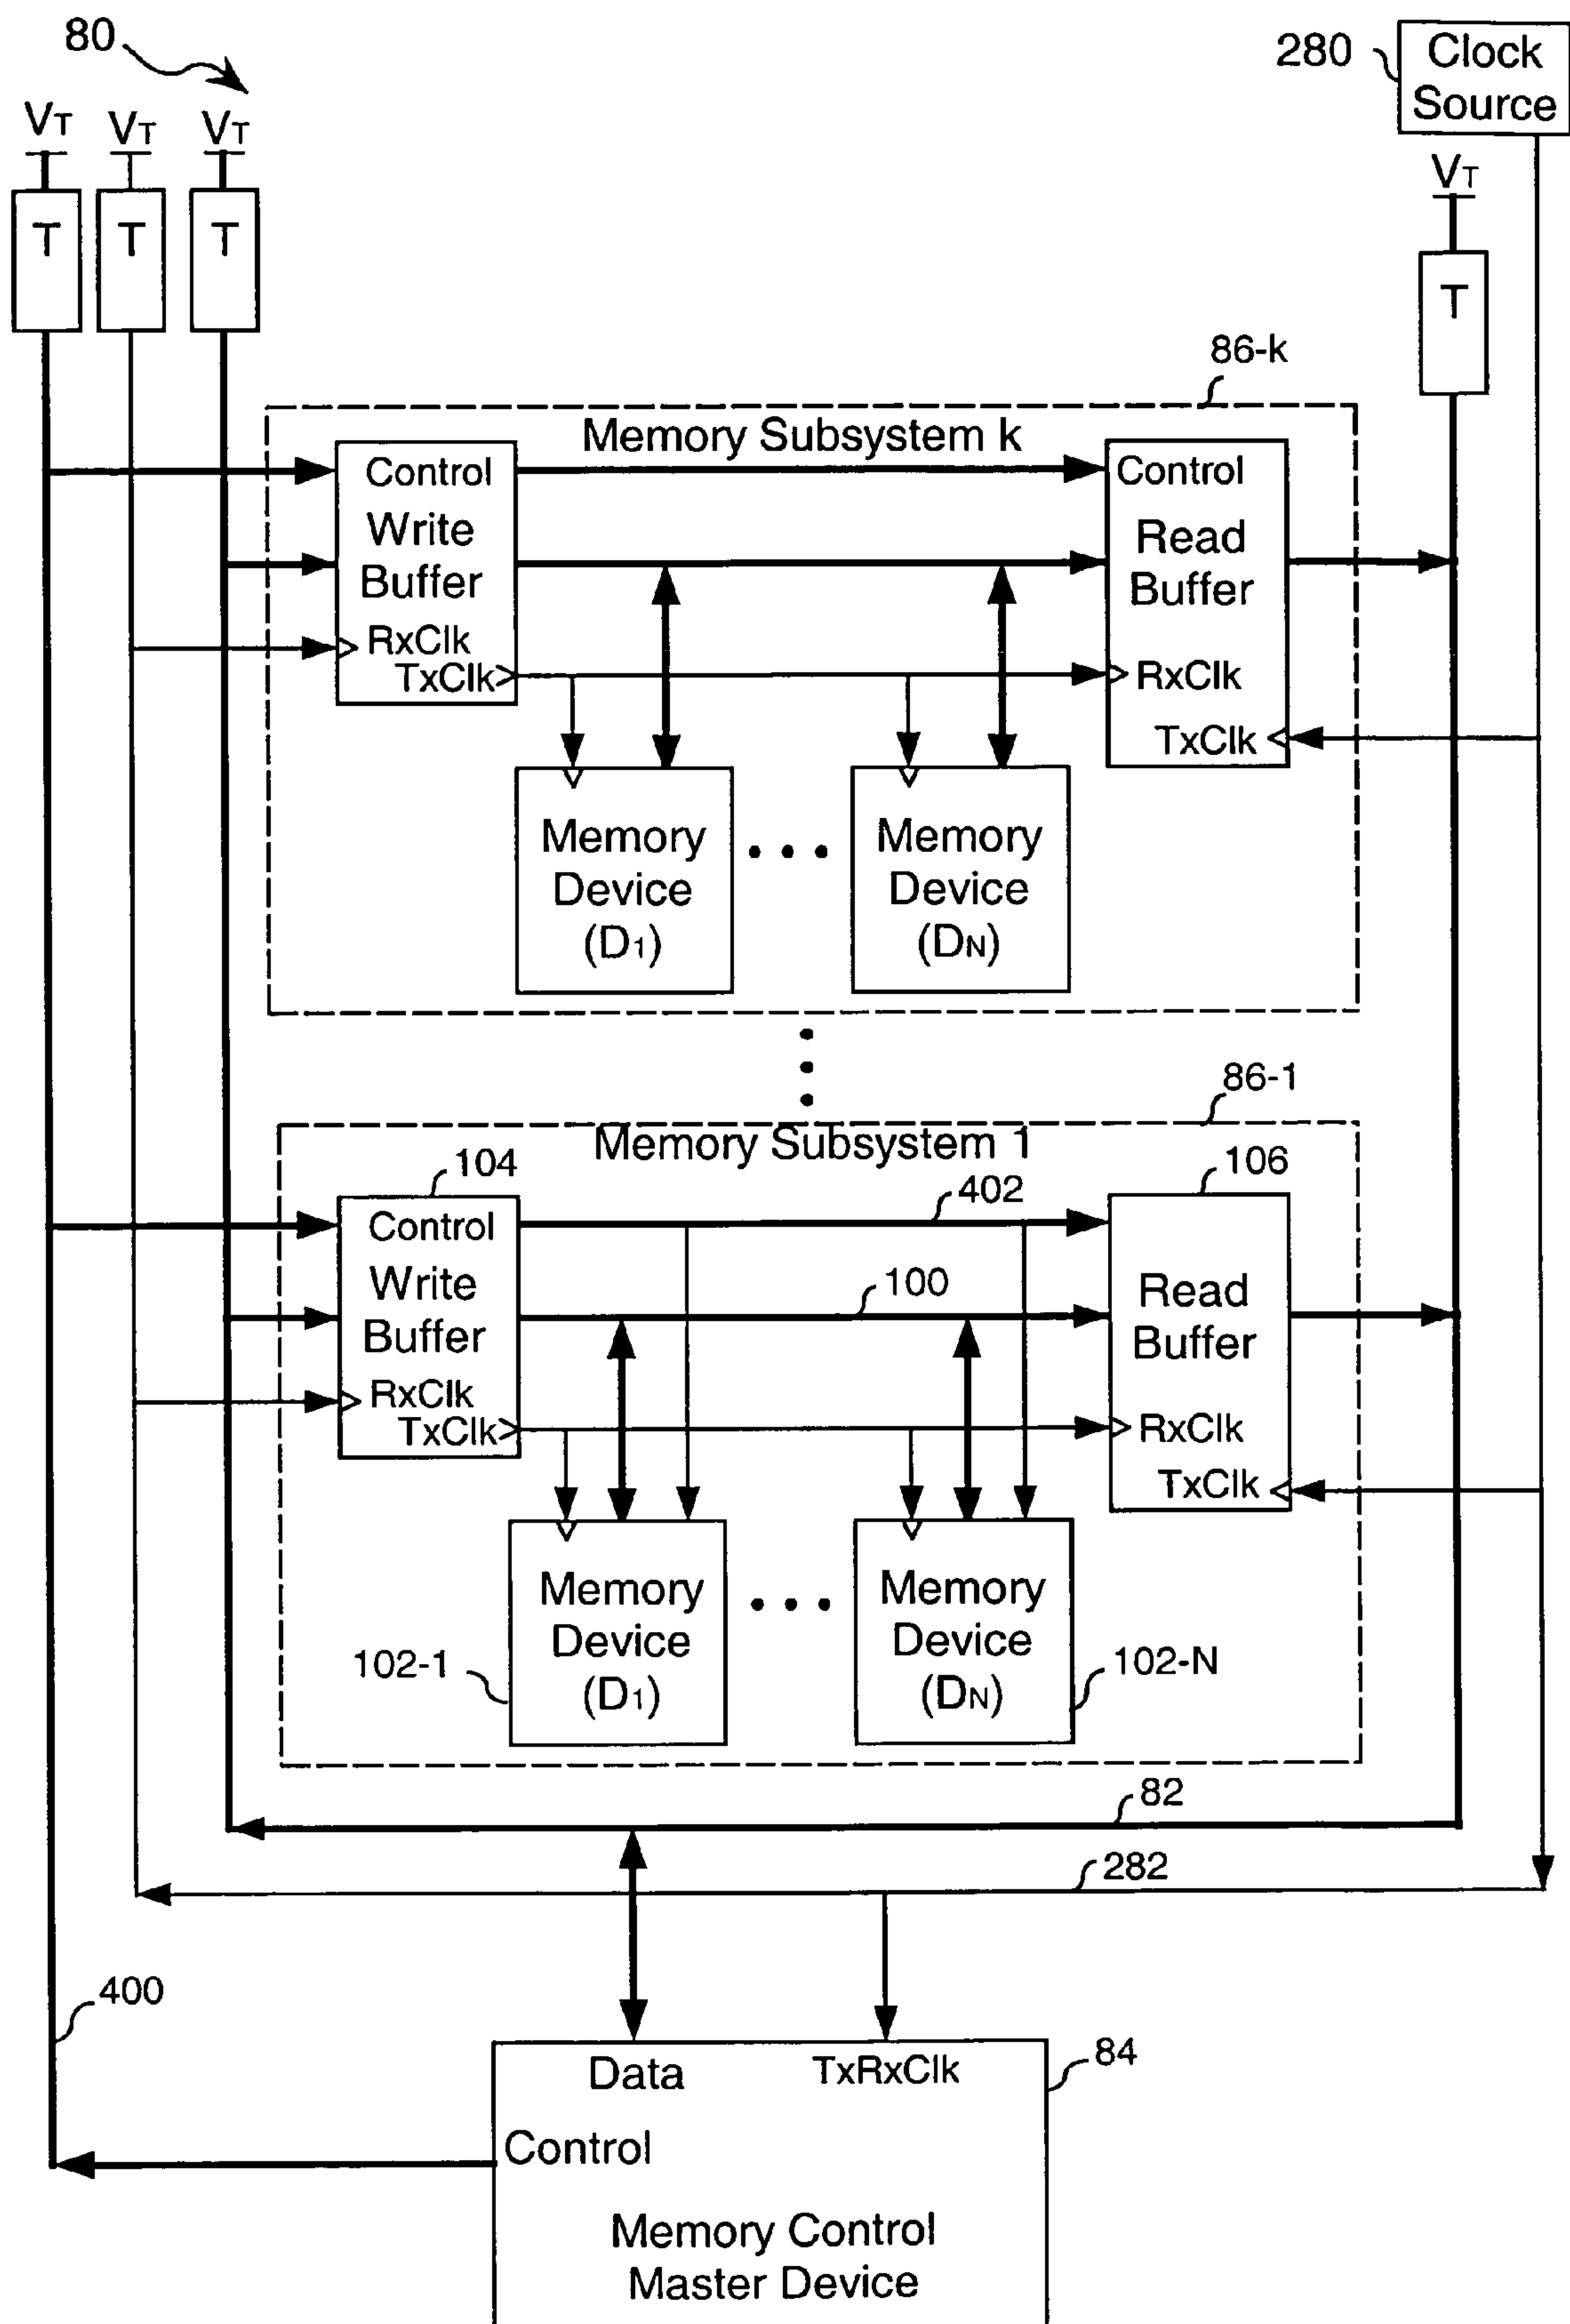 80
280
Clock
Source
VT
VT
VT
VT
T
T
T
T
86-k
Memory Subsystem k
Control
Write
Buffer
RxClk
TxClk
Control
Read
Buffer
RxClk
TxClk
Memory
Device
(D1)
Memory
Device
(DN)
86-1
Memory Subsystem 1
104
402
106
Control
Write
Buffer
RxClk
TxClk
100
Read
Buffer
RxClk
TxClk
Memory
Device
(D1)
102-1
Memory
Device
(DN)
102-N
82
282
400
Data
TxRxClk
84
Control
Memory Control
Master Device